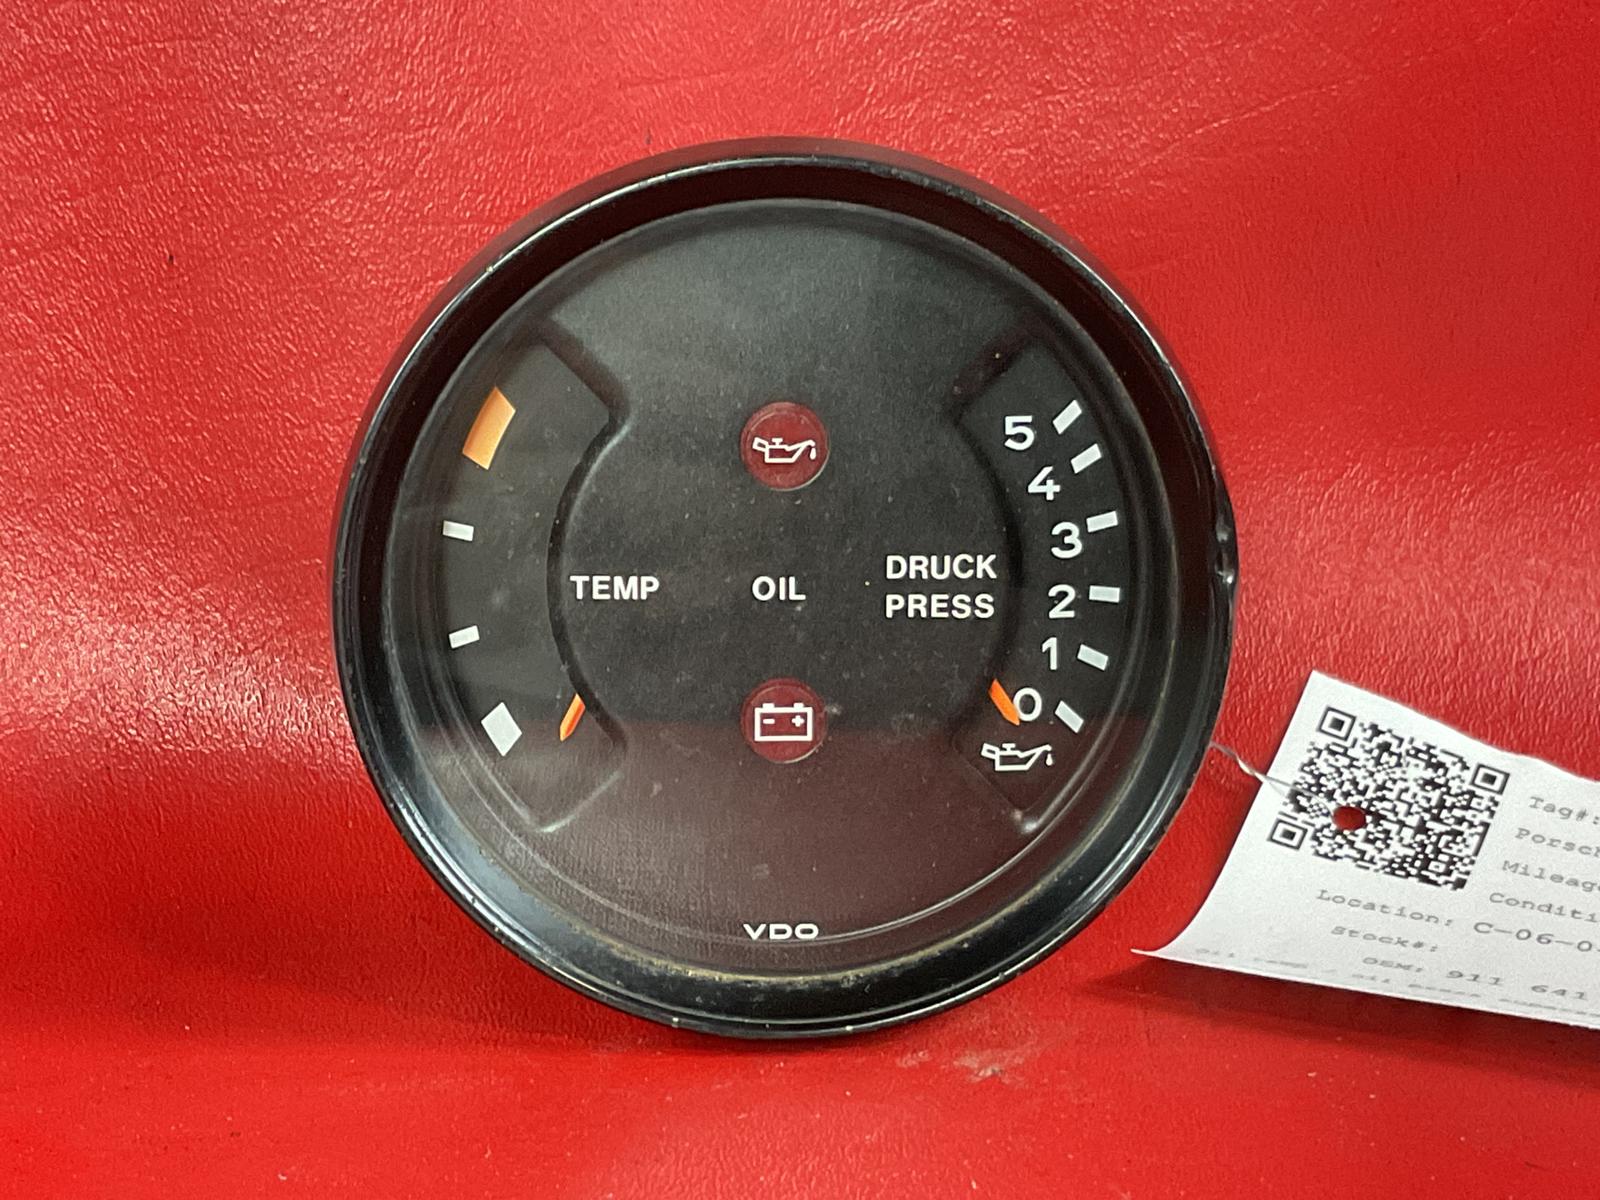 TEMP
OIL
DRUCK
PRESS
5
4
3
2
1
0
VDO
Tag#:
Porsch
Mileag
Conditi
Location: C-06-0
Stock#:
OEM: 911 641